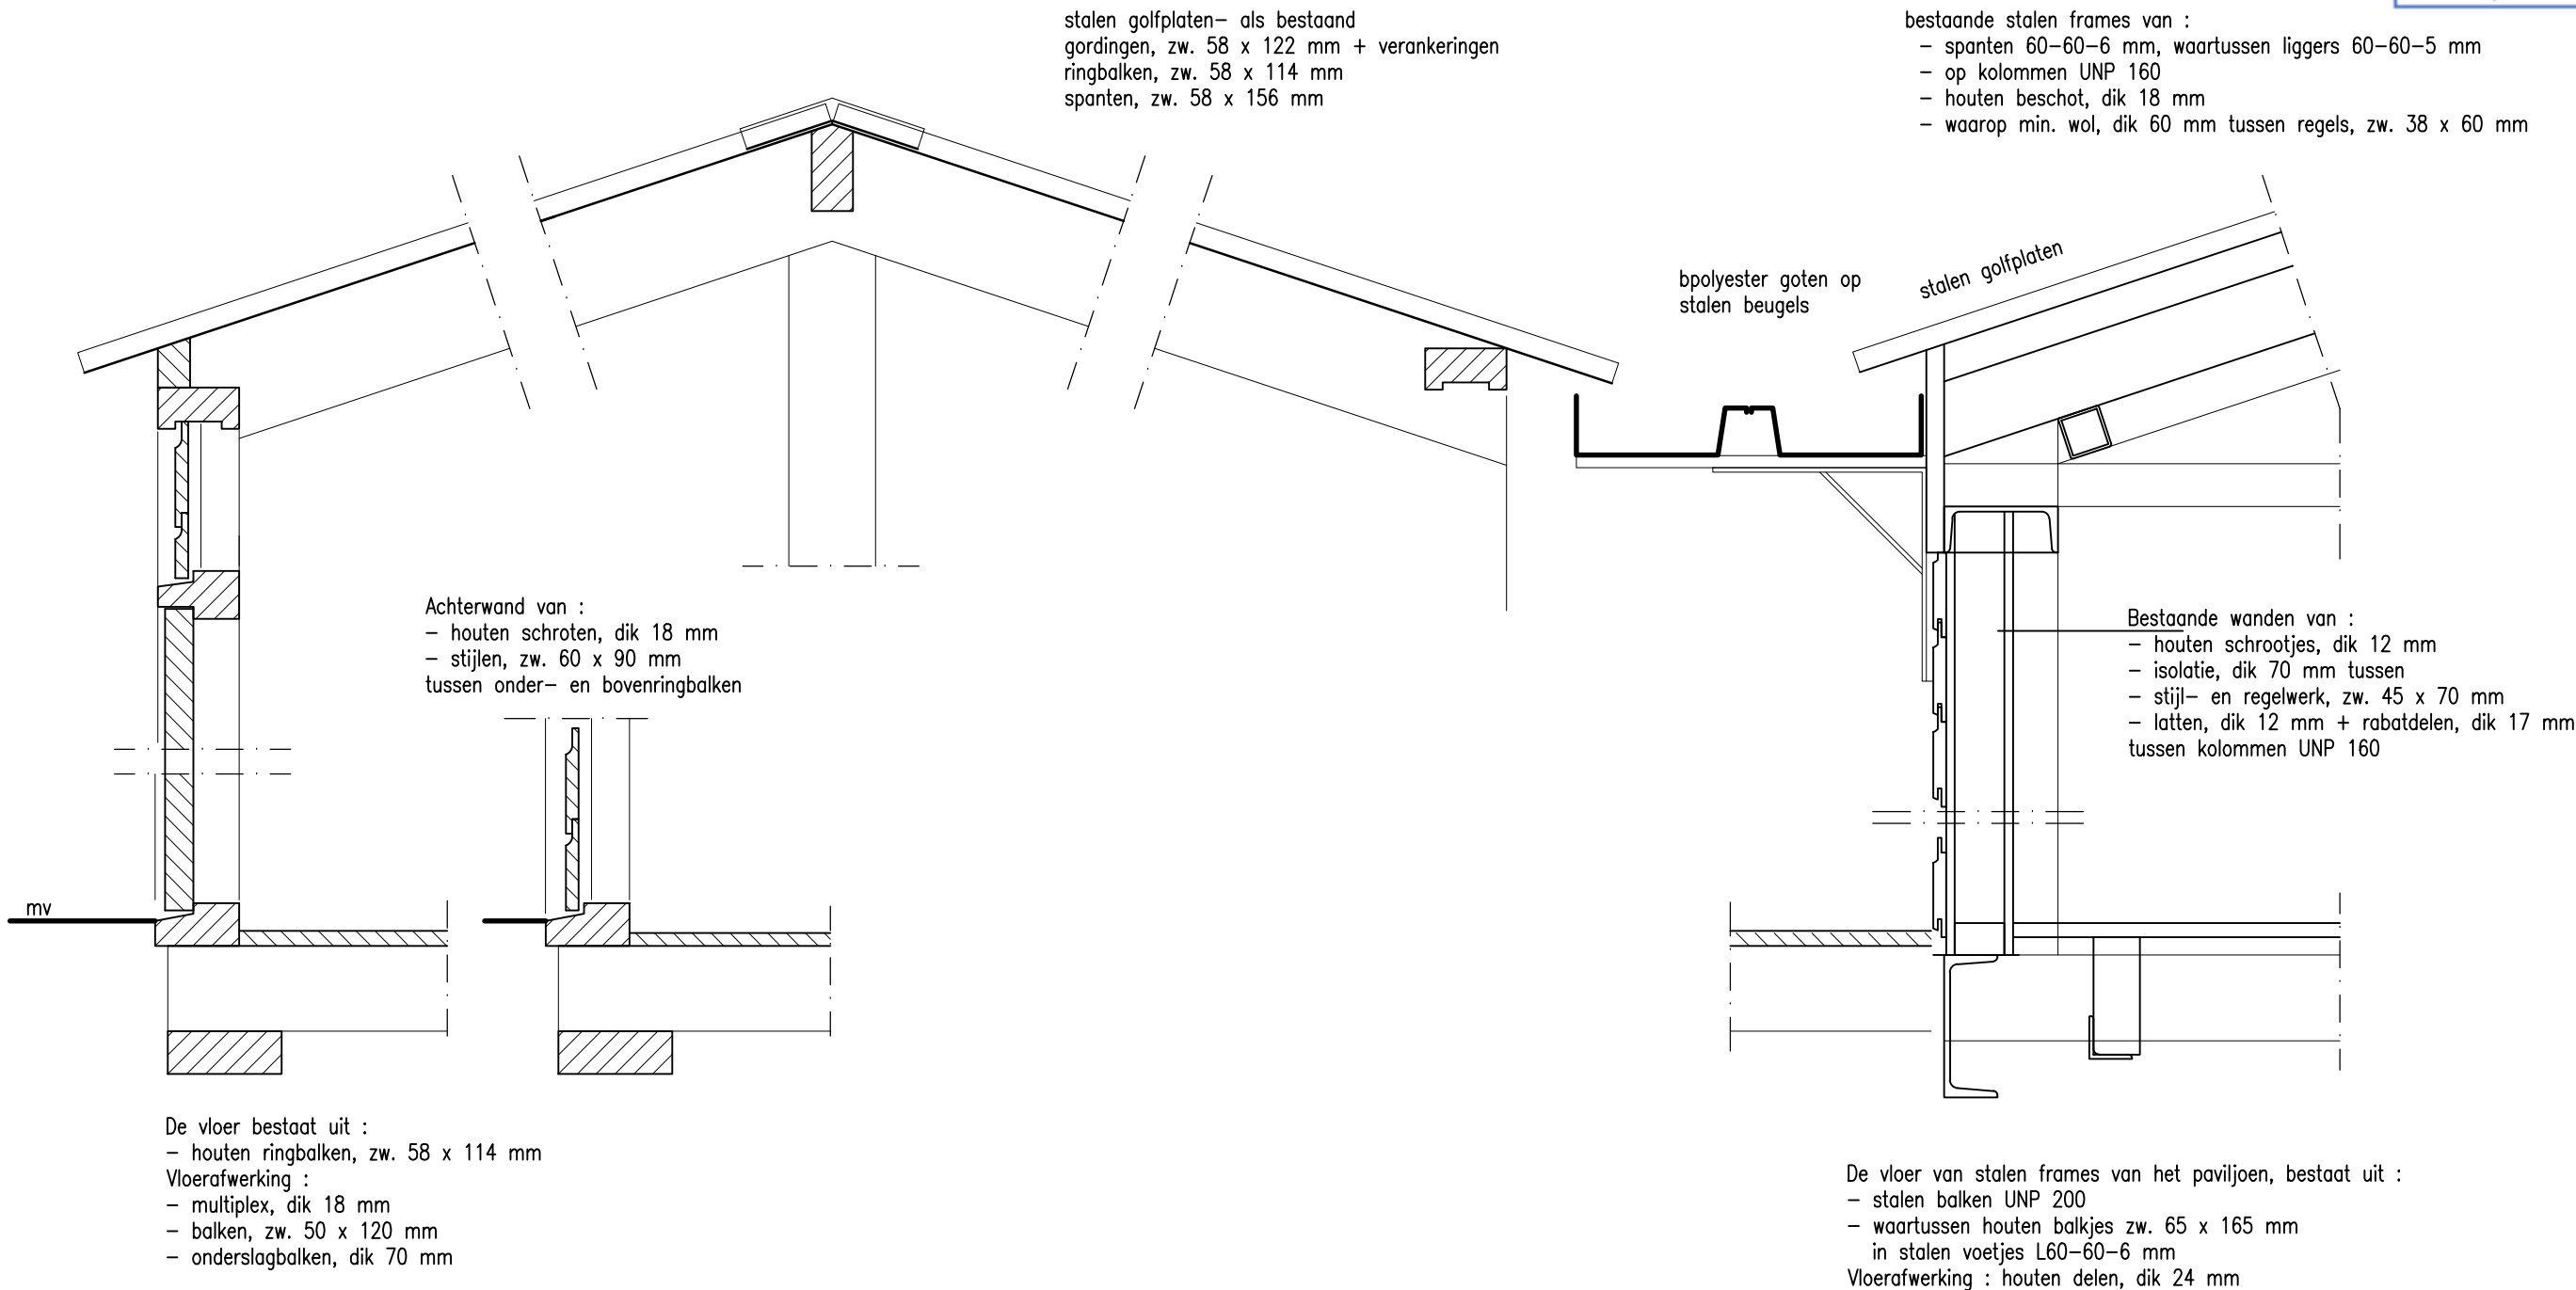 stalen golfplaten- als bestaand
gordingen, zw. 58 x 122 mm + verankeringen
ringbalken, zw. 58 x 114 mm
spanten, zw. 58 x 156 mm
bestaande stalen frames van :
- spanten 60-60-6 mm, waartussen liggers 60-60-5 mm
- op kolommen UNP 160
- houten beschot, dik 18 mm
- waarop min. wol, dik 60 mm tussen regels, zw. 38 x 60 mm
bpolyester goten op
stalen beugels
stalen golfplaten
Achterwand van :
- houten schroten, dik 18 mm
- stijlen, zw. 60 x 90 mm
tussen onder- en bovenringbalken
Bestaande wanden van :
- houten schrootjes, dik 12 mm
- isolatie, dik 70 mm tussen
- stijl- en regelwerk, zw. 45 x 70 mm
- latten, dik 12 mm + rabatdelen, dik 17 mm
tussen kolommen UNP 160
mv
De vloer bestaat uit :
- houten ringbalken, zw. 58 x 114 mm
Vloerafwerking :
- multiplex, dik 18 mm
- balken, zw. 50 x 120 mm
- onderslagbalken, dik 70 mm
De vloer van stalen frames van het paviljoen, bestaat uit :
- stalen balken UNP 200
- waartussen houten balkjes zw. 65 x 165 mm
in stalen voetjes L60-60-6 mm
Vloerafwerking : houten delen, dik 24 mm